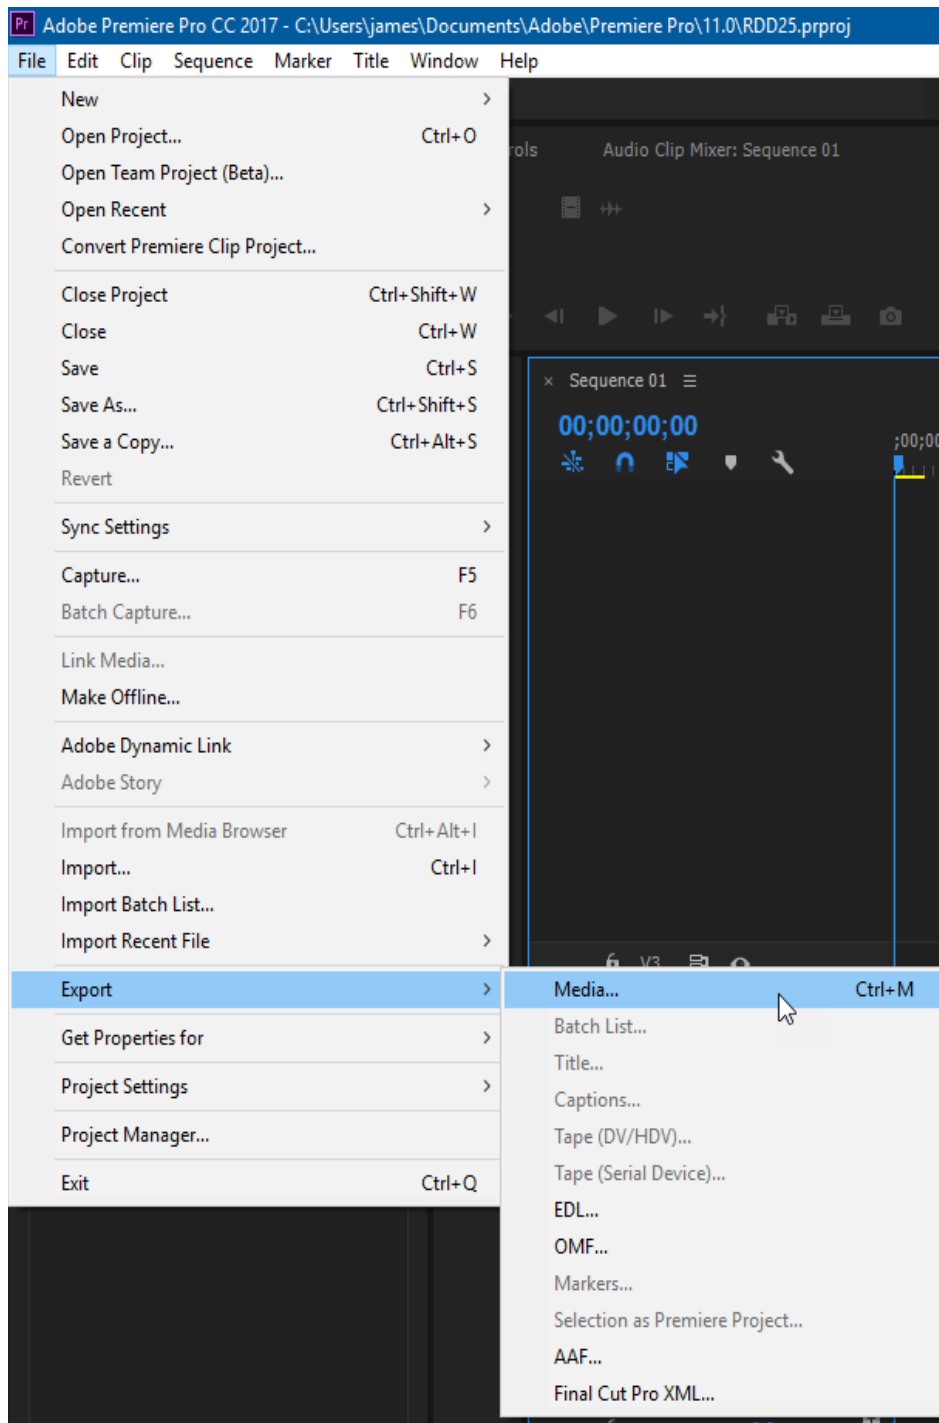 Pr Adobe Premiere Pro CC 2017 - C:\Users\james\Documents\Adobe\Premiere Pro\11.0\RDD25.prproj
File Edit Clip Sequence Marker Title Window Help
New
Open Project... Ctrl+O
rols Audio Clip Mixer: Sequence 01
Open Team Project (Beta)...
Open Recent
Convert Premiere Clip Project...
Close Project Ctrl+Shift+W
Close Ctrl+W
Save Ctrl+S
× Sequence 01
Save As... Ctrl+Shift+S
00;00;00;00
Save a Copy... Ctrl+Alt+S
;00;00
Revert
Sync Settings
Capture... F5
Batch Capture... F6
Link Media...
Make Offline...
Adobe Dynamic Link
Adobe Story
Import from Media Browser Ctrl+Alt+I
Import... Ctrl+I
Import Batch List...
Import Recent File
V3
Export
Media... Ctrl+M
Batch List...
Get Properties for
Title...
Project Settings
Captions...
Project Manager...
Tape (DV/HDV)...
Tape (Serial Device)...
Exit Ctrl+Q
EDL...
OMF...
Markers...
Selection as Premiere Project...
AAF...
Final Cut Pro XML...